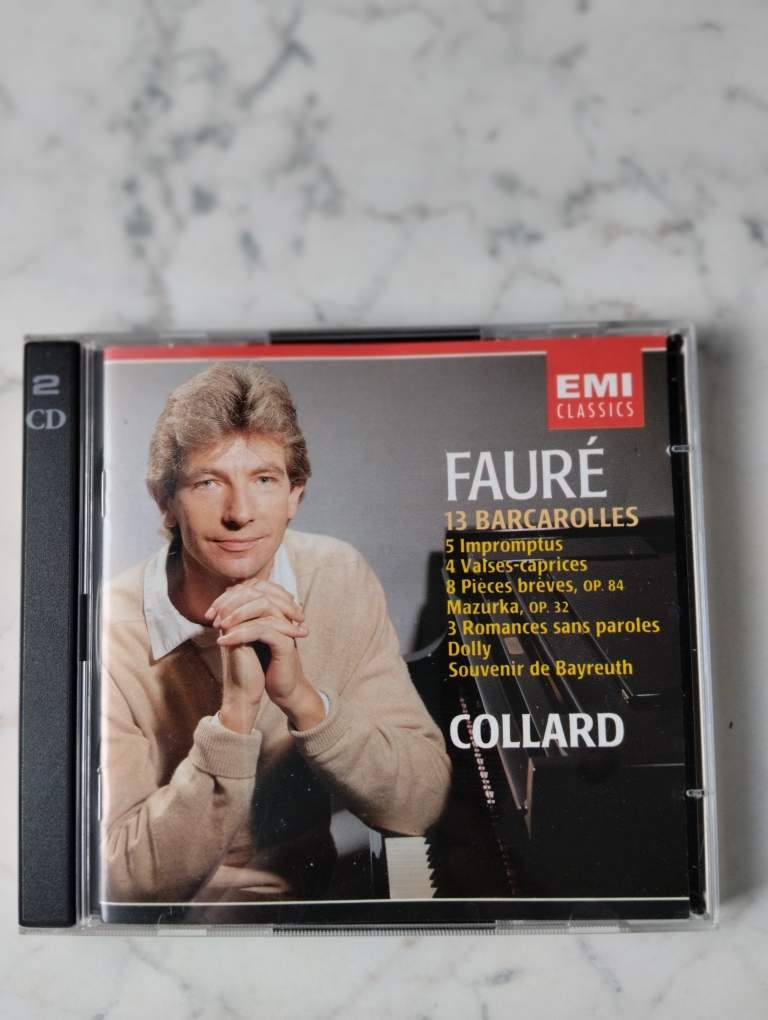 2
CD
EMI
CLASSICS
FAURÉ
13 BARCAROLLES
5 Impromptus
4 Valses-caprices
8 Pièces brèves, OP. 84
Mazurka, OP. 32
3 Romances sans paroles
Dolly
Souvenir de Bayreuth
COLLARD